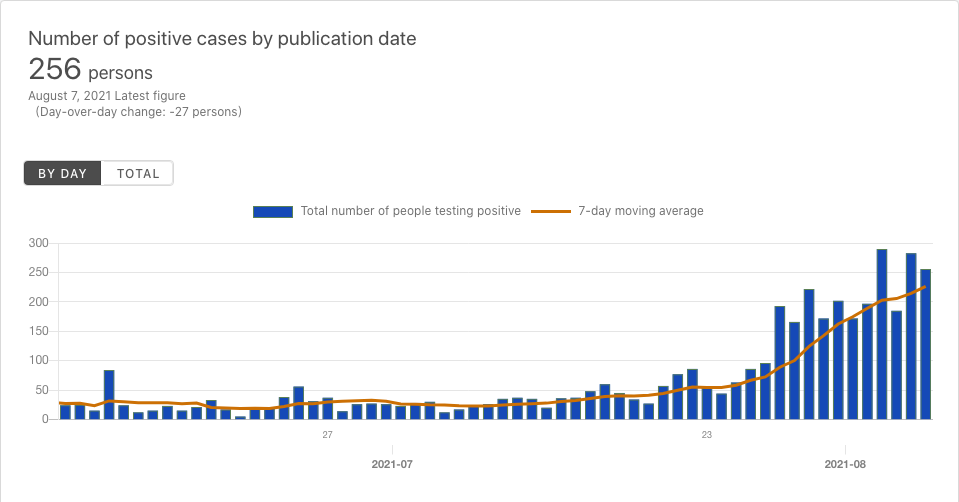 Number of positive cases by publication date
256 persons
August 7, 2021 Latest figure
(Day-over-day change: -27 persons)
BY DAY TOTAL
Total number of people testing positive 7-day moving average
300
250
200
150
100
50
0
27 23
2021-07 2021-08